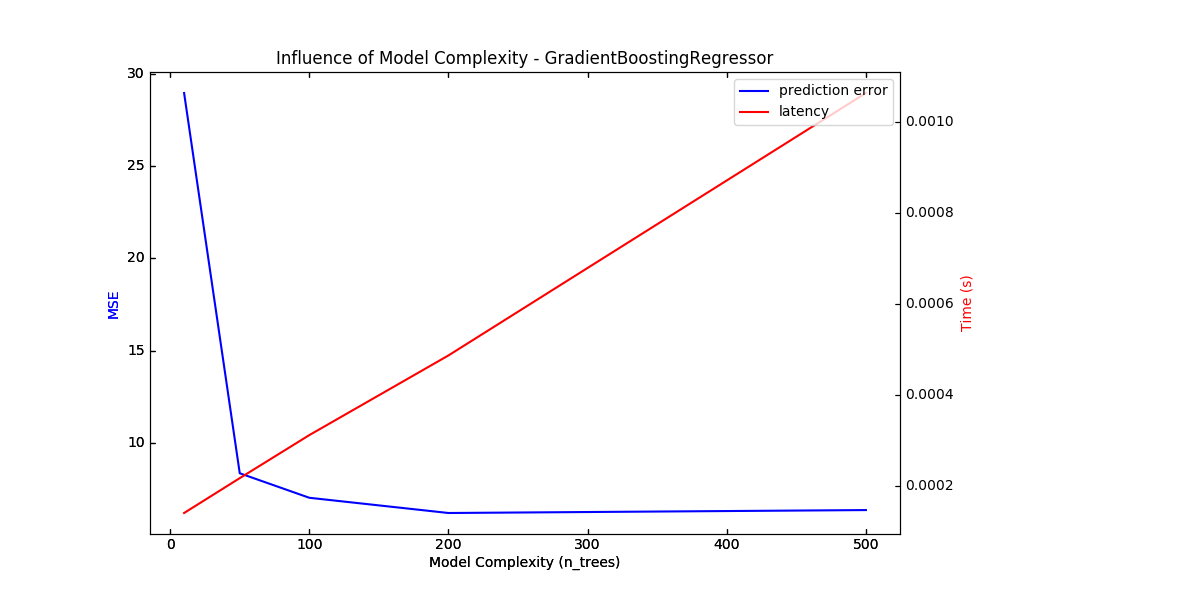 Influence of Model Complexity - GradientBoostingRegressor
prediction error
latency
30
25
20
15
10
MSE
0.0010
0.0008
0.0006
0.0004
0.0002
Time (s)
0 100 200 300 400 500
Model Complexity (n_trees)